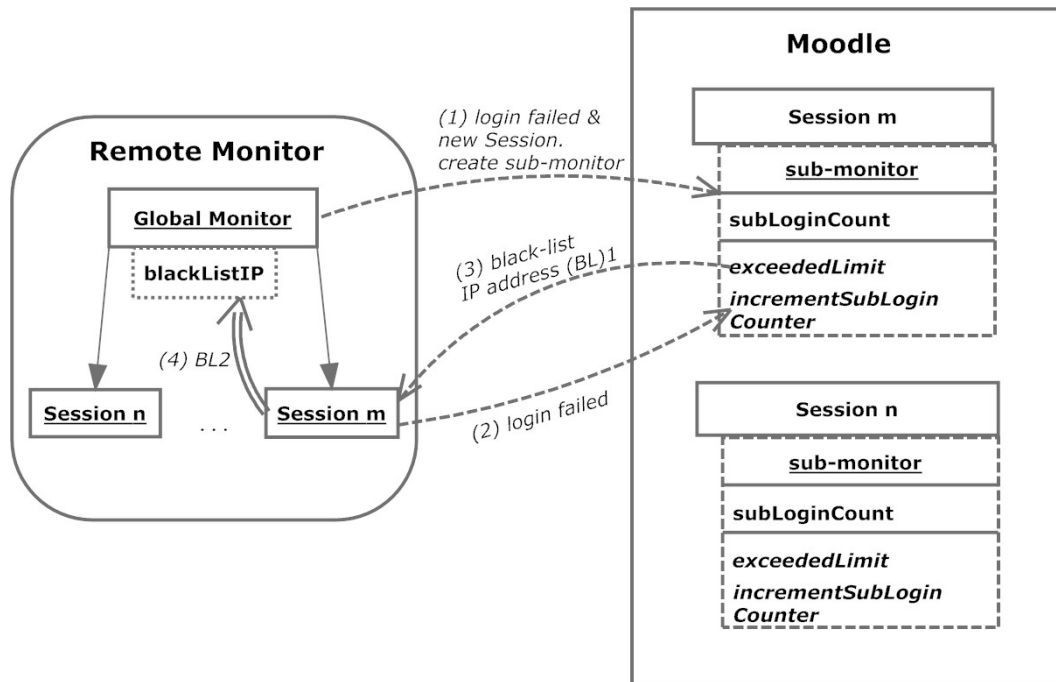 Moodle
Session m
(1) login failed &
new Session.
create sub-monitor
Remote Monitor
sub-monitor
Global Monitor
subLoginCount
blackListIP
(3) black-list
IP address (BL)1
exceededLimit
incrementSubLogin
Counter
(4) BL2
Session n
. . .
Session m
(2) login failed
Session n
sub-monitor
subLoginCount
exceededLimit
incrementSubLogin
Counter